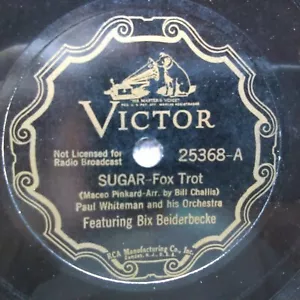 "HIS MASTER'S VOICE"
VICTOR
Not Licensed for
Radio Broadcast
25368-A
SUGAR-Fox Trot
(Maceo Pinkard-Arr. by Bill Challis)
Paul Whiteman and his Orchestra
Featuring Bix Beiderbecke
RCA Manufacturing Co., Inc.
Camden, N. J., U. S. A.